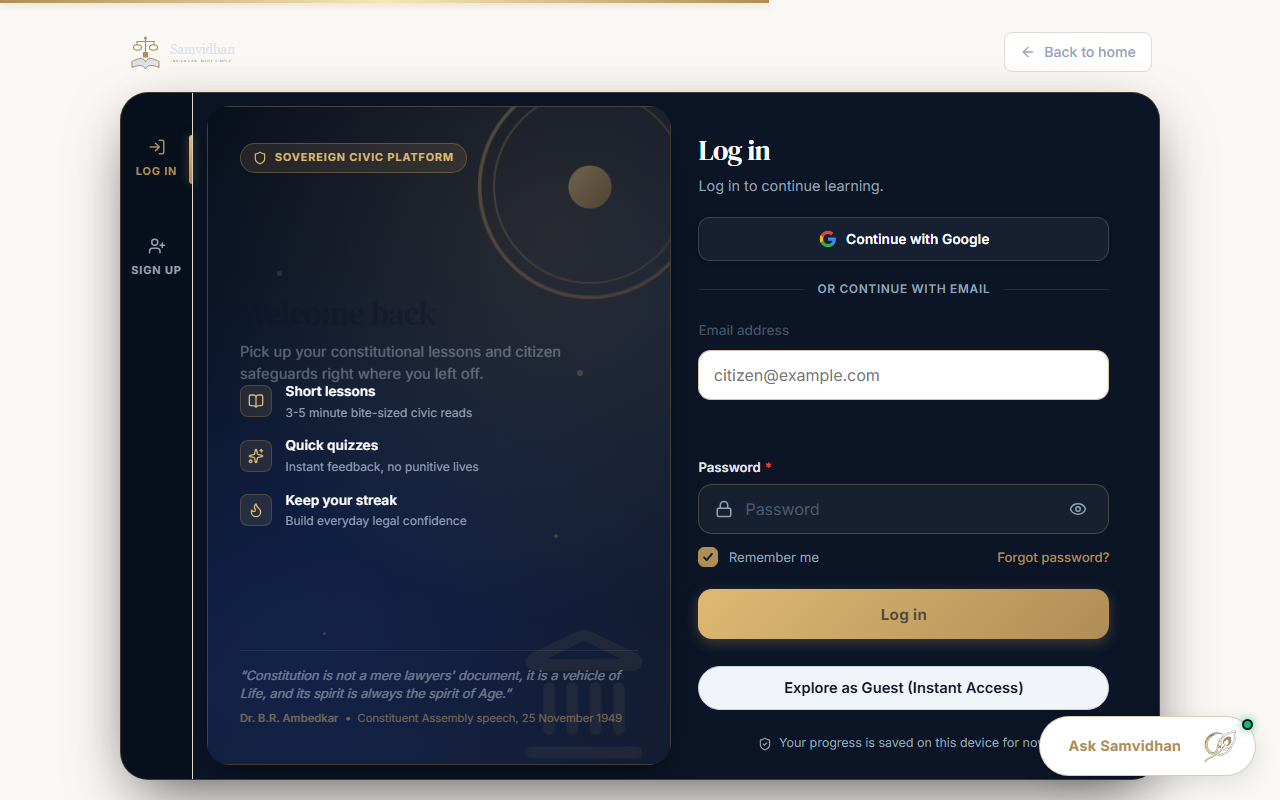 Samvidhan
INDIAN LAW. MADE SIMPLE
Back to home
LOG IN
SIGN UP
SOVEREIGN CIVIC PLATFORM
Welcome back
Pick up your constitutional lessons and citizen
safeguards right where you left off.
Short lessons
3-5 minute bite-sized civic reads
Quick quizzes
Instant feedback, no punitive lives
Keep your streak
Build everyday legal confidence
"Constitution is not a mere lawyers' document, it is a vehicle of
Life, and its spirit is always the spirit of Age."
Dr. B.R. Ambedkar • Constituent Assembly speech, 25 November 1949
Log in
Log in to continue learning.
Continue with Google
OR CONTINUE WITH EMAIL
Email address
citizen@example.com
Password *
Password
Remember me
Forgot password?
Log in
Explore as Guest (Instant Access)
Your progress is saved on this device for
Ask Samvidhan